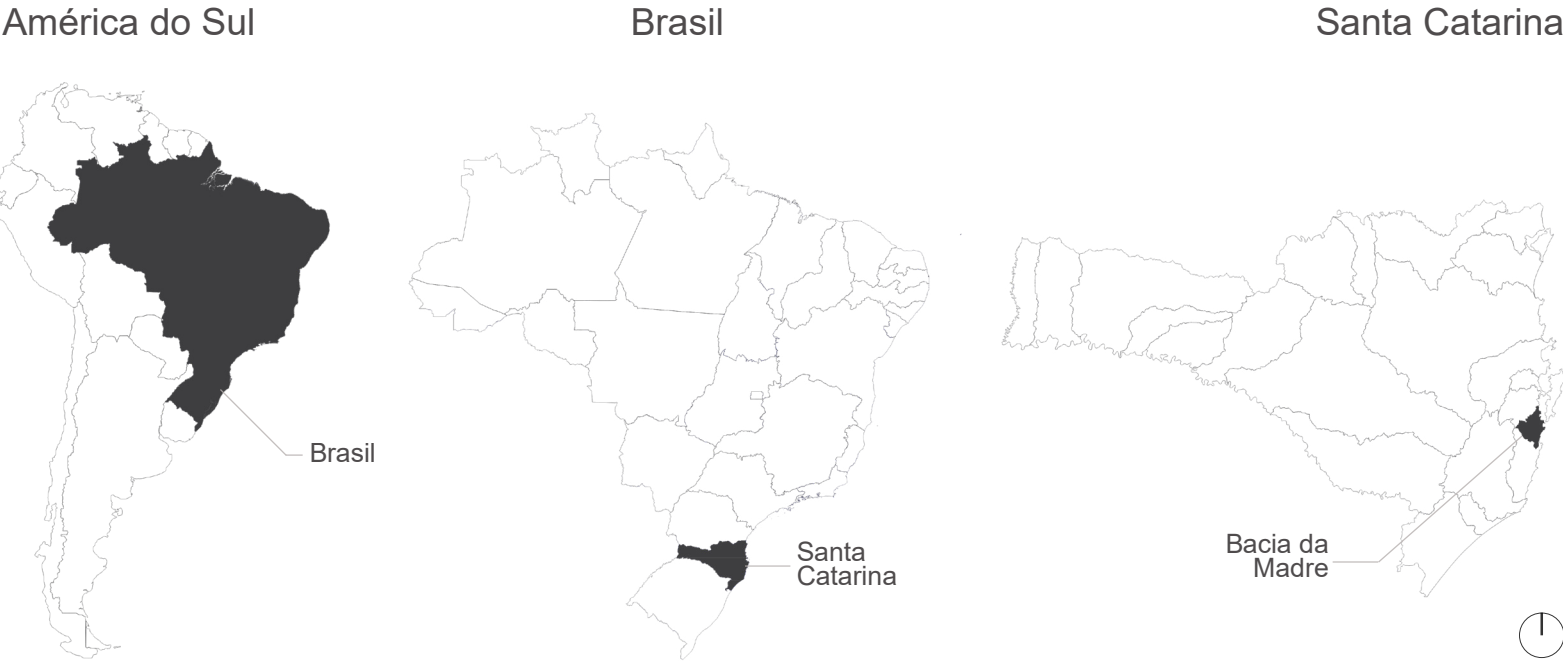 América do Sul
Brasil
Santa Catarina
Brasil
Santa
Catarina
Bacia da
Madre